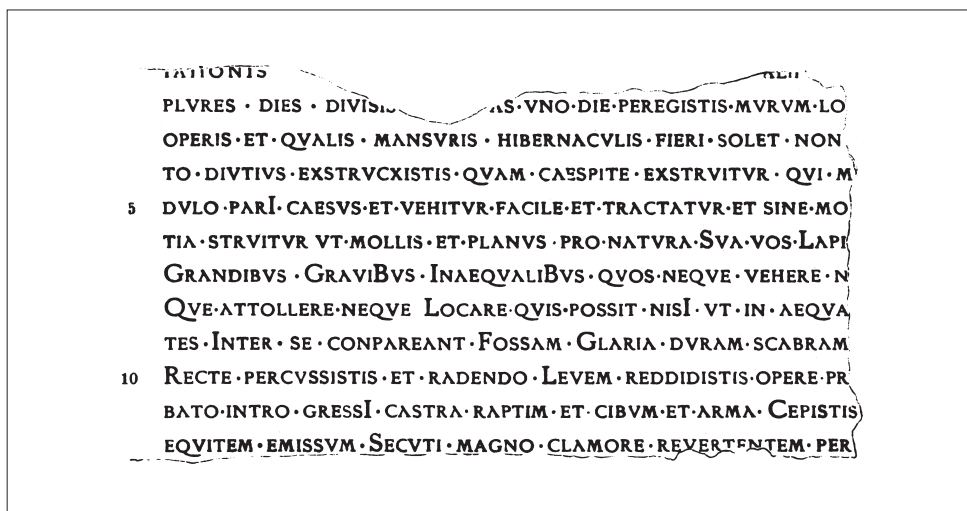 TATIONIS
PLVRES · DIES · DIVISIS AS · VNO · DIE · PEREGISTIS · MVRVM · LO
OPERIS · ET · QVALIS · MANSVRIS · HIBERNACVLIS · FIERI · SOLET · NON
TO · DIVTIVS · EXSTRVCXISTIS · QVAM · CAESPITE · EXSTRVITVR · QVI · M
5 DVLO · PARI · CAESVS · ET · VEHITVR · FACILE · ET · TRACTATVR · ET SINE · MO
TIA · STRVITVR VT · MOLLIS · ET · PLANVS · PRO · NATVRA · SVA · VOS · LAPI
GRANDIBVS · GRAVIBVS · INAEQVALIBVS · QVOS · NEQVE · VEHERE · N
QVE · ATTOLLERE · NEQVE LOCARE · QVIS · POSSIT · NISI · VT · IN · AEQVA
TES · INTER · SE · CONPAREANT · FOSSAM · GLARIA · DVRAM · SCABRAM
10 RECTE · PERCVSSISTIS · ET · RADENDO · LEVEM · REDDIDISTIS · OPERE · PR
BATO · INTRO · GRESSI · CASTRA · RAPTIM · ET · CIBVM · ET · ARMA · CEPISTIS
EQVITEM · EMISSVM · SECVTI · MAGNO · CLAMORE · REVERTENTEM · PER